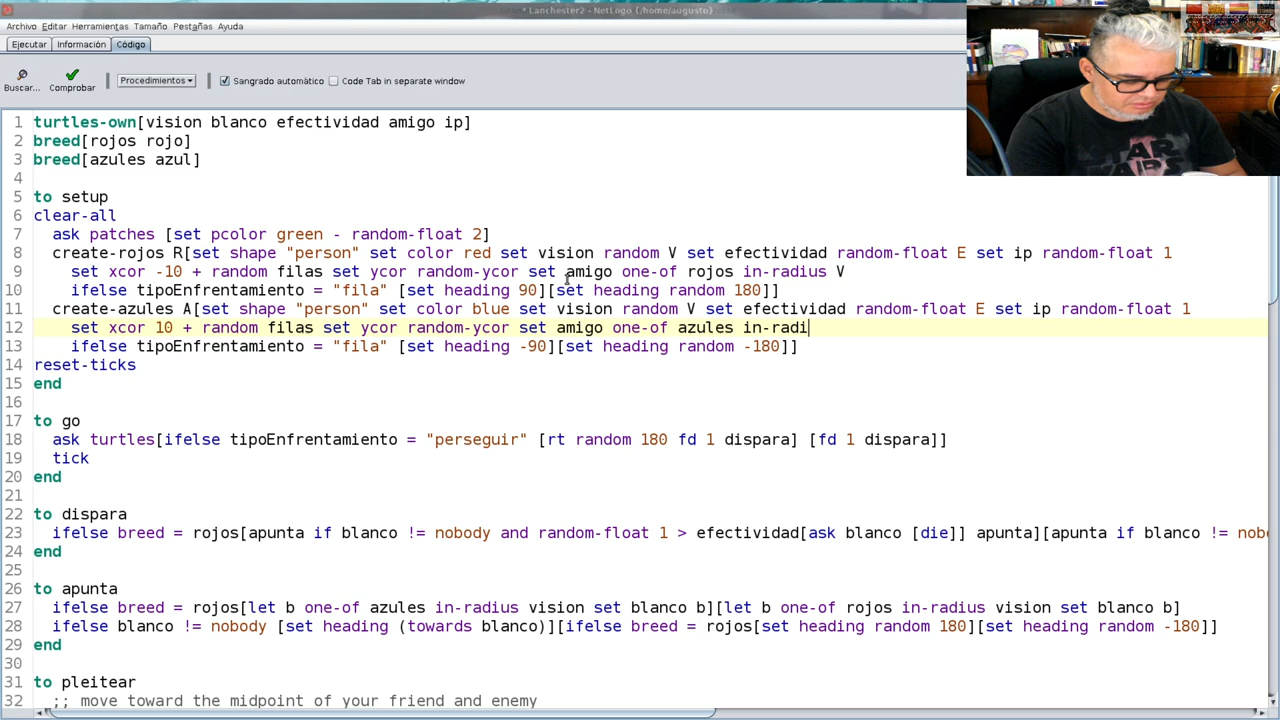 * Lanchester2 - NetLogo {/home/augusto}
Archivo Editar Herramientas Tamaño Pestañas Ayuda
Ejecutar Información Código
Buscar... Comprobar Procedimientos Sangrado automático Code Tab in separate window
1 turtles-own[vision blanco efectividad amigo ip]
2 breed[rojos rojo]
3 breed[azules azul]
4
5 to setup
6 clear-all
7 ask patches [set pcolor green - random-float 2]
8 create-rojos R[set shape "person" set color red set vision random V set efectividad random-float E set ip random-float 1
9 set xcor -10 + random filas set ycor random-ycor set amigo one-of rojos in-radius V
10 ifelse tipoEnfrentamiento = "fila" [set heading 90][set heading random 180]]
11 create-azules A[set shape "person" set color blue set vision random V set efectividad random-float E set ip random-float 1
12 set xcor 10 + random filas set ycor random-ycor set amigo one-of azules in-radi
13 ifelse tipoEnfrentamiento = "fila" [set heading -90][set heading random -180]]
14 reset-ticks
15 end
16
17 to go
18 ask turtles[ifelse tipoEnfrentamiento = "perseguir" [rt random 180 fd 1 dispara] [fd 1 dispara]]
19 tick
20 end
21
22 to dispara
23 ifelse breed = rojos[apunta if blanco != nobody and random-float 1 > efectividad[ask blanco [die]] apunta][apunta if blanco != nob
24 end
25
26 to apunta
27 ifelse breed = rojos[let b one-of azules in-radius vision set blanco b][let b one-of rojos in-radius vision set blanco b]
28 ifelse blanco != nobody [set heading (towards blanco)][ifelse breed = rojos[set heading random 180][set heading random -180]]
29 end
30
31 to pleitear
32 ;; move toward the midpoint of your friend and enemy